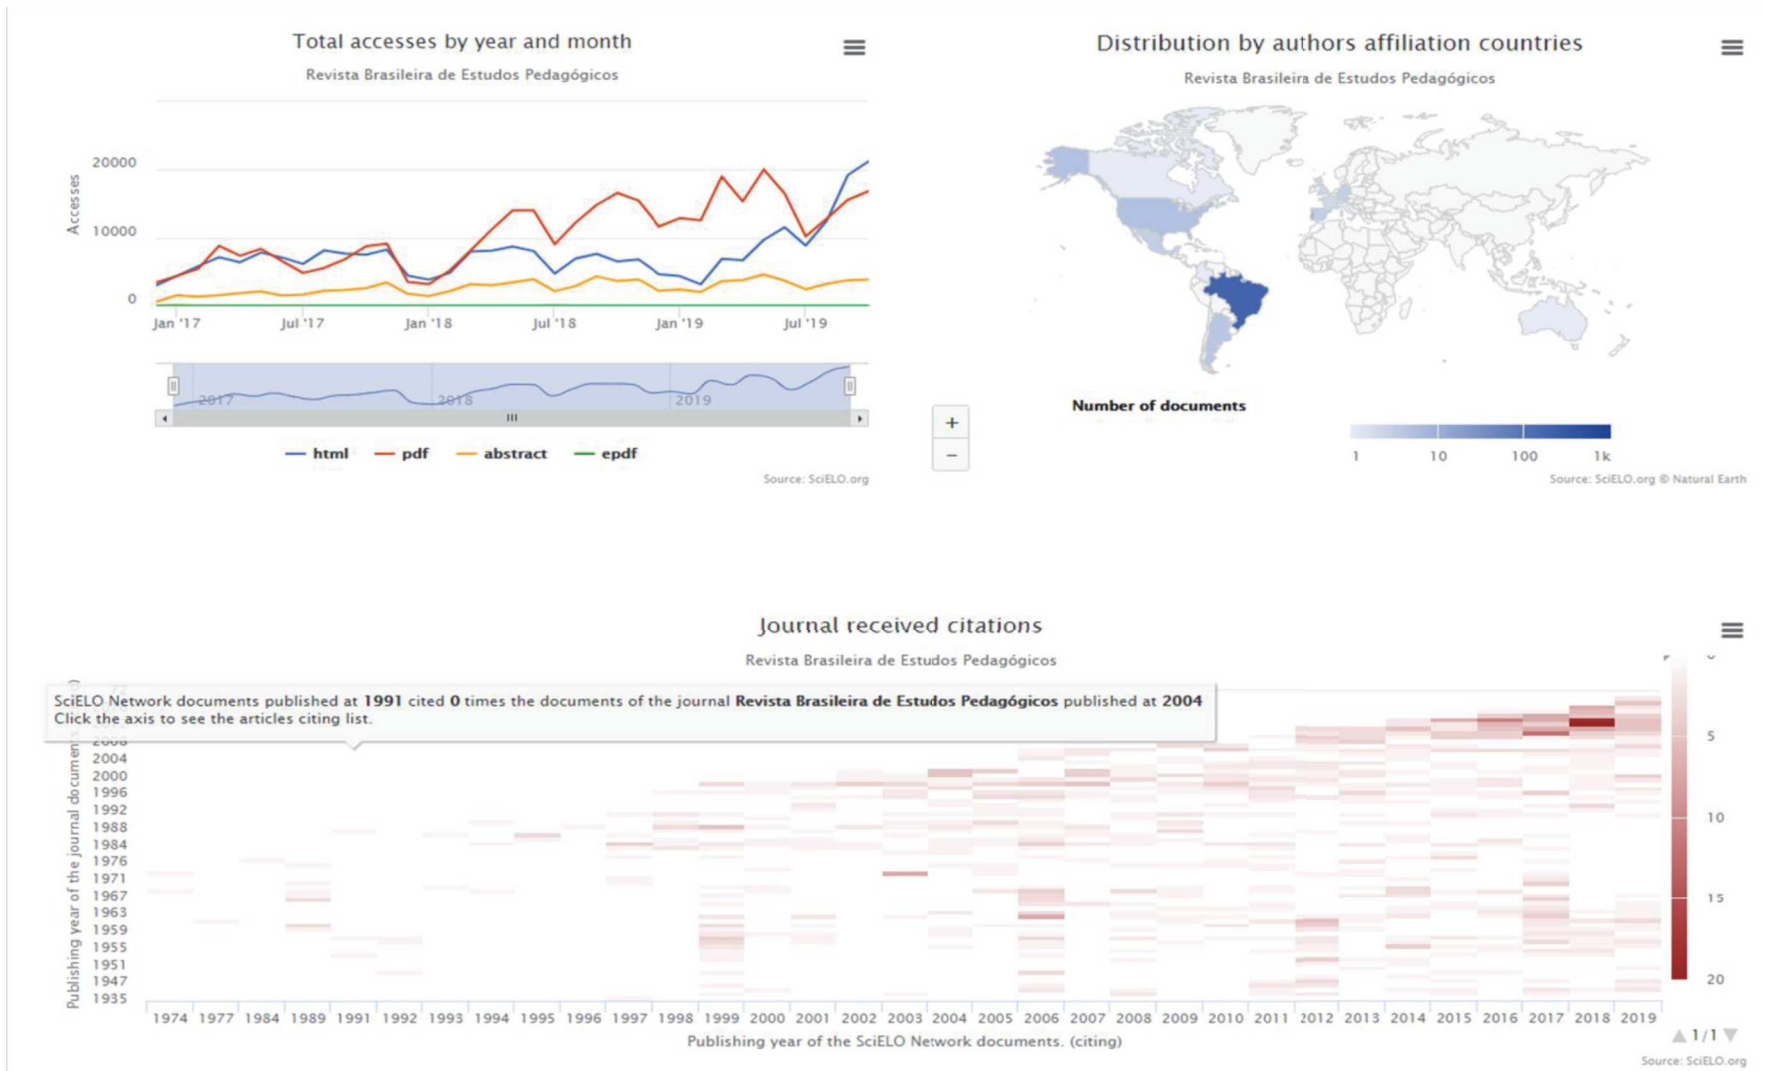 Total accesses by year and month
Revista Brasileira de Estudos Pedagógicos
Accesses
20000
10000
0
Jan '17
Jul '17
Jan '18
Jul '18
Jan '19
Jul '19
2017
2018
2019
html
pdf
abstract
epdf
Source: SciELO.org
Distribution by authors affiliation countries
Revista Brasileira de Estudos Pedagógicos
+
−
Number of documents
1
10
100
1k
Source: SciELO.org © Natural Earth
Journal received citations
Revista Brasileira de Estudos Pedagógicos
SciELO Network documents published at 1991 cited 0 times the documents of the journal Revista Brasileira de Estudos Pedagógicos published at 2004
Click the axis to see the articles citing list.
Publishing year of the journal documents
2008
2004
2000
1996
1992
1988
1984
1976
1971
1967
1963
1959
1955
1951
1947
1935
1974 1977 1984 1989 1991 1992 1993 1994 1995 1996 1997 1998 1999 2000 2001 2002 2003 2004 2005 2006 2007 2008 2009 2010 2011 2012 2013 2014 2015 2016 2017 2018 2019
Publishing year of the SciELO Network documents. (citing)
5
10
15
20
1/1
Source: SciELO.org